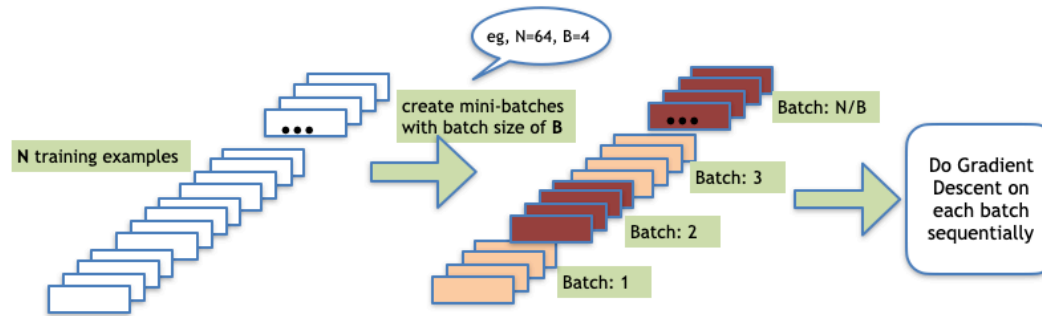 eg, N=64, B=4
N training examples
...
create mini-batches
with batch size of B
...
Batch: N/B
Batch: 3
Batch: 2
Batch: 1
Do Gradient
Descent on
each batch
sequentially